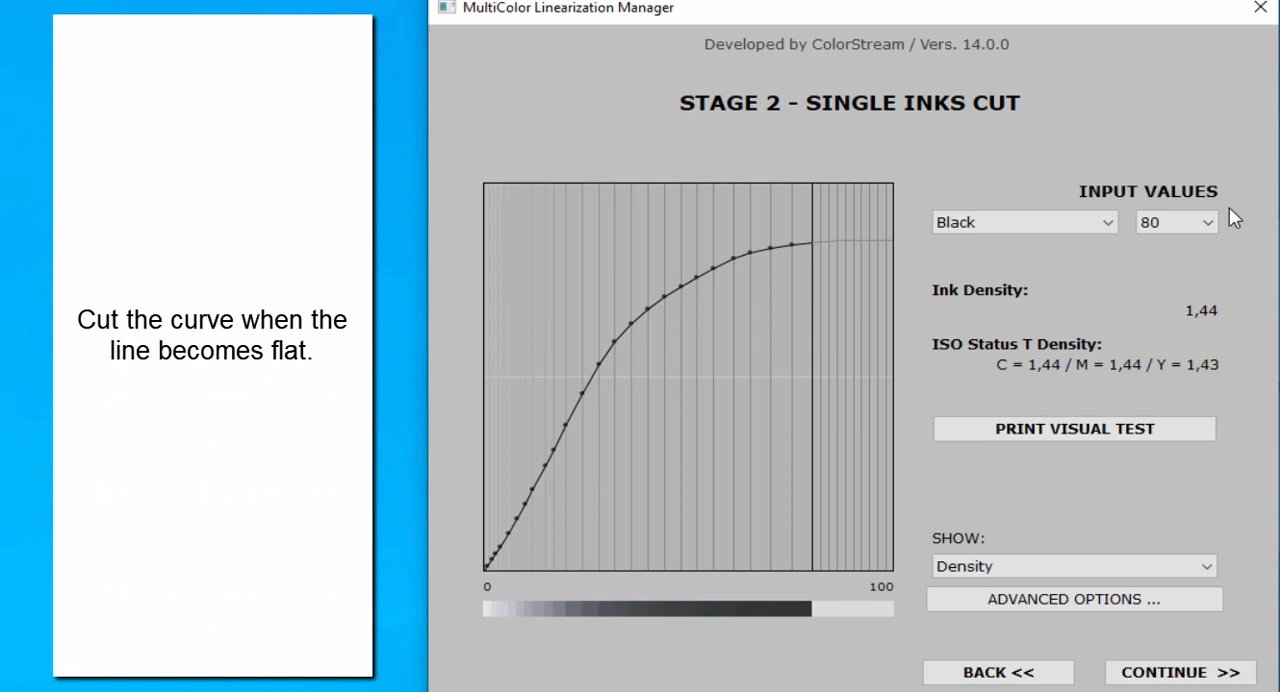 MultiColor Linearization Manager
Developed by ColorStream / Vers. 14.0.0
STAGE 2 - SINGLE INKS CUT
Cut the curve when the
line becomes flat.
INPUT VALUES
Black
80
Ink Density:
1,44
ISO Status T Density:
C = 1,44 / M = 1,44 / Y = 1,43
PRINT VISUAL TEST
SHOW:
Density
ADVANCED OPTIONS ...
0
100
BACK <<
CONTINUE >>